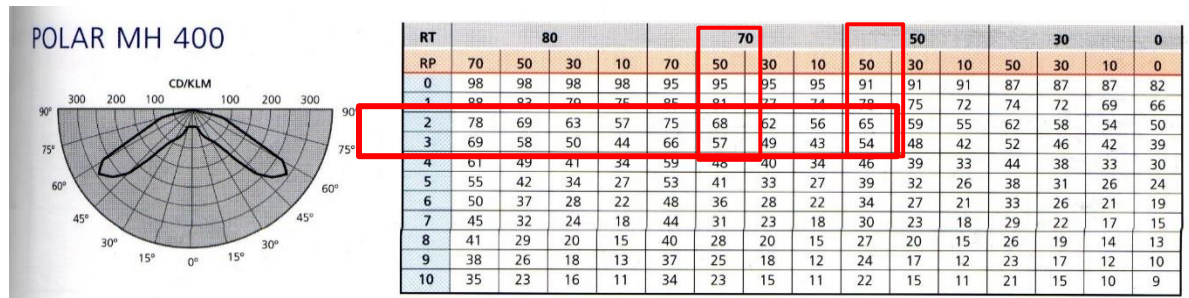 POLAR MH 400
CD/KLM
300 200 100 100 200 300
90° 90°
75° 75°
60° 60°
45° 45°
30° 30°
15° 0° 15°
RT 80 70 50 30 0
RP 70 50 30 10 70 50 30 10 50 30 10 50 30 10 0
0 98 98 98 98 95 95 95 95 91 91 91 87 87 87 82
1 88 83 79 75 85 81 77 74 78 75 72 74 72 69 66
2 78 69 63 57 75 68 62 56 65 59 55 62 58 54 50
3 69 58 50 44 66 57 49 43 54 48 42 52 46 42 39
4 61 49 41 34 59 48 40 34 46 39 33 44 38 33 30
5 55 42 34 27 53 41 33 27 39 32 26 38 31 26 24
6 50 37 28 22 48 36 28 22 34 27 21 33 26 21 19
7 45 32 24 18 44 31 23 18 30 23 18 29 22 17 15
8 41 29 20 15 40 28 20 15 27 20 15 26 19 14 13
9 38 26 18 13 37 25 18 12 24 17 12 23 17 12 10
10 35 23 16 11 34 23 15 11 22 15 11 21 15 10 9